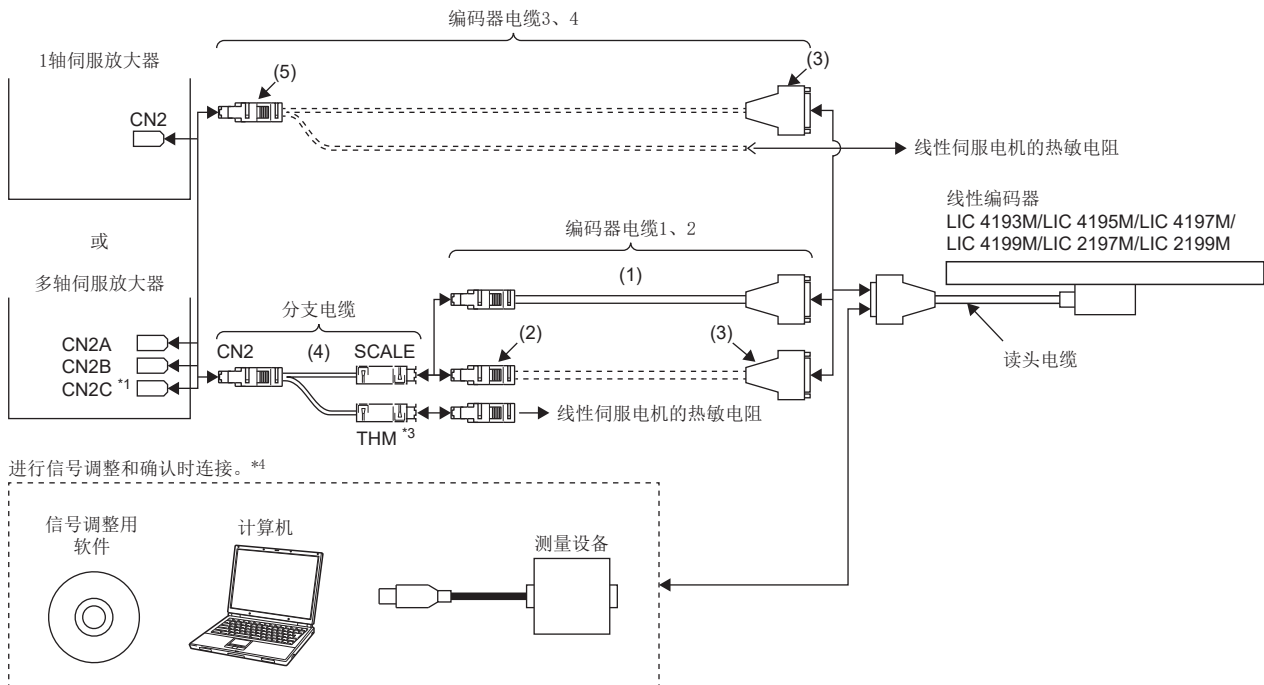 编码器电缆3、4
1轴伺服放大器
(5)
(3)
CN2
线性伺服电机的热敏电阻
线性编码器
LIC 4193M/LIC 4195M/LIC 4197M/
LIC 4199M/LIC 2197M/LIC 2199M
或
编码器电缆1、2
多轴伺服放大器
(1)
分支电缆
CN2A
CN2B
CN2C *1
CN2
(4)
SCALE
(2)
(3)
读头电缆
THM *3
线性伺服电机的热敏电阻
进行信号调整和确认时连接。*4
信号调整用
软件
计算机
测量设备